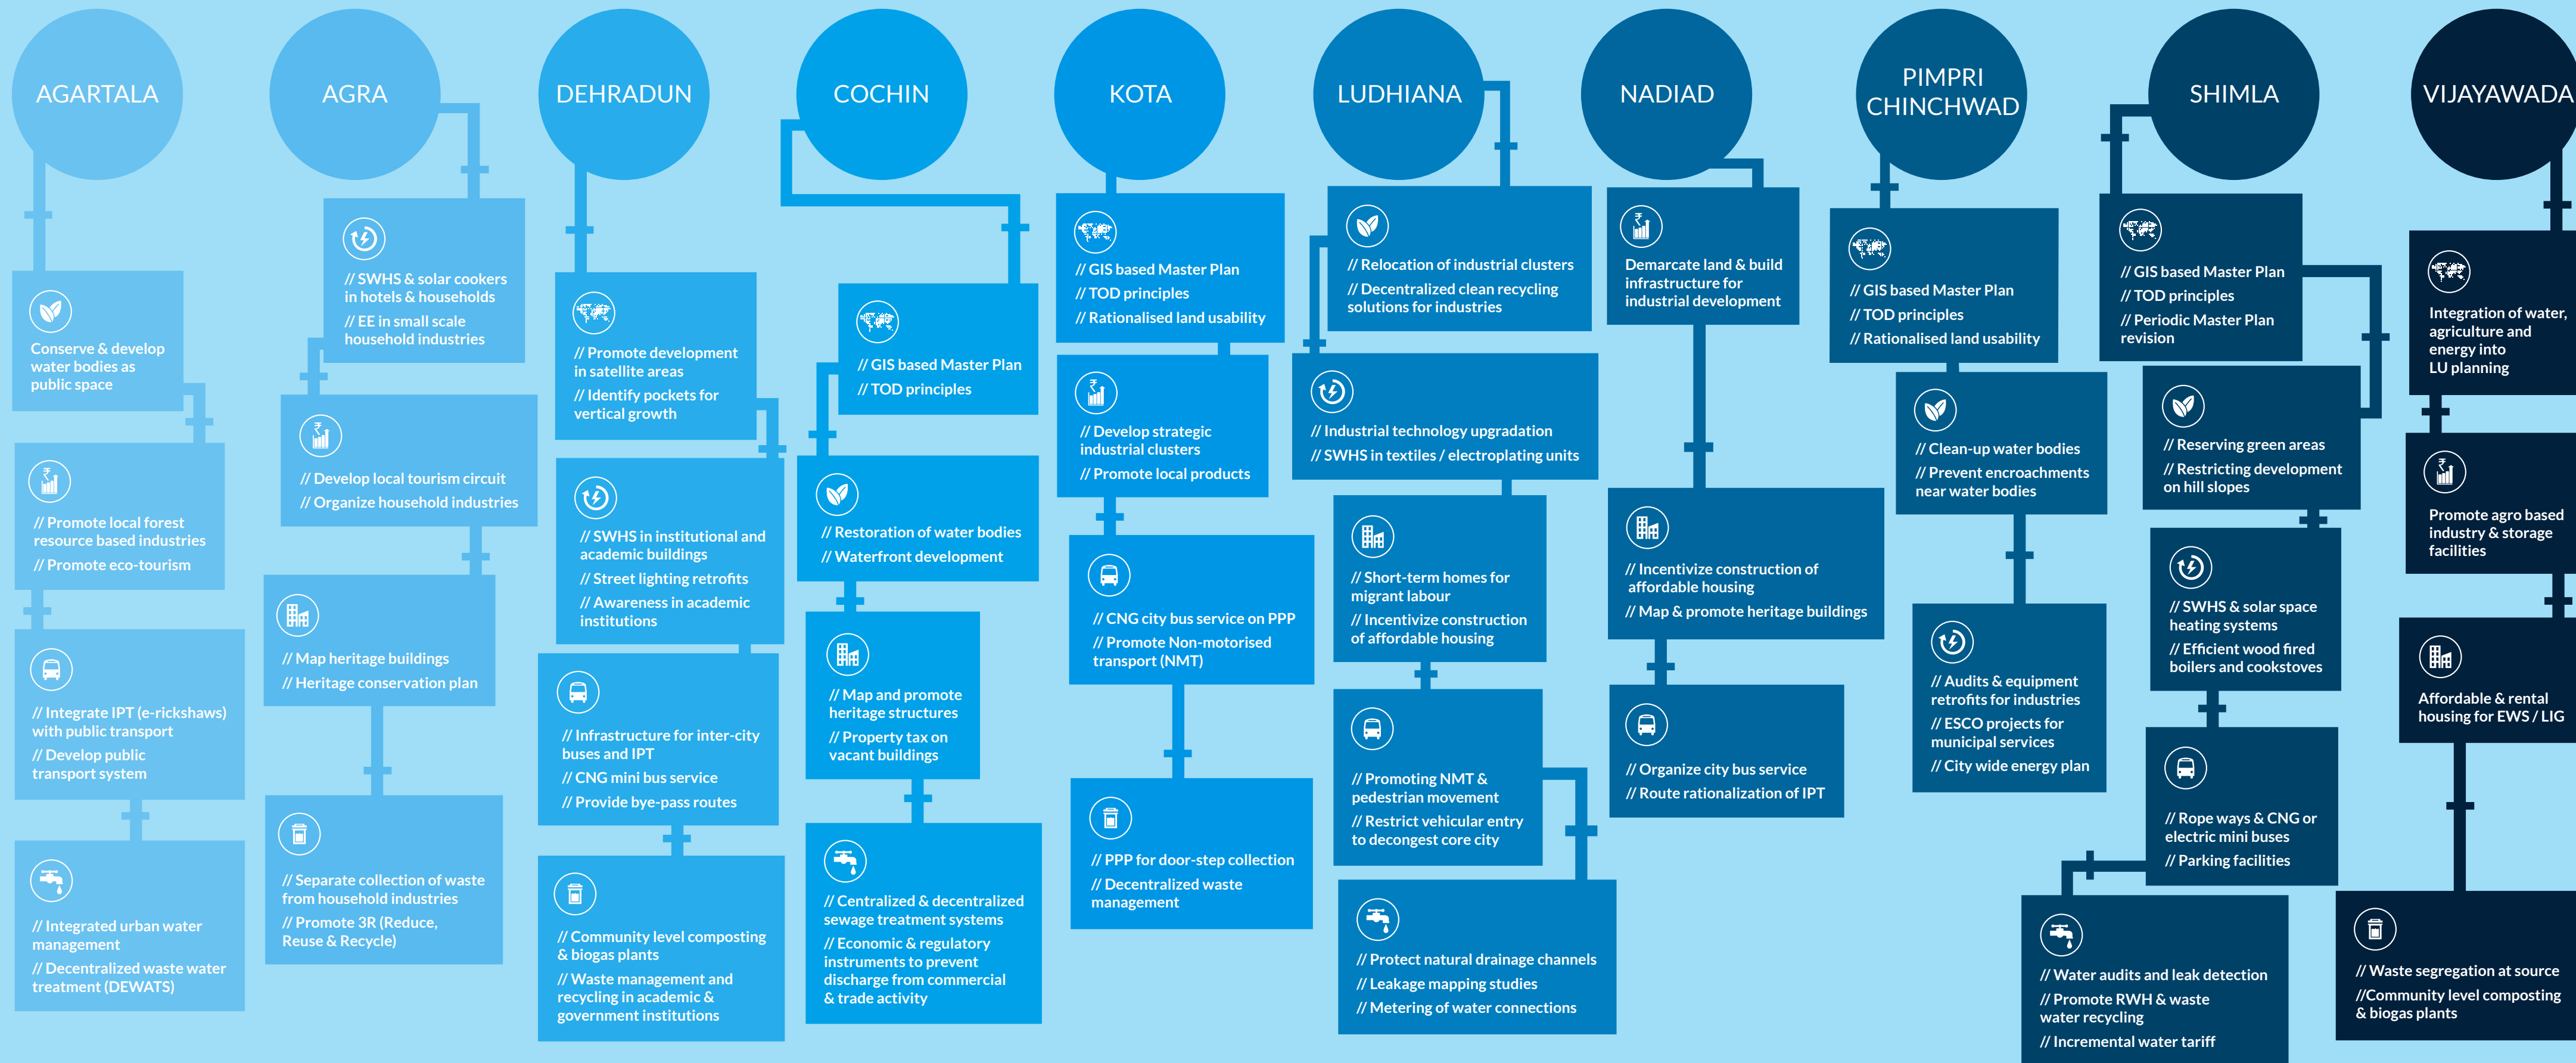 AGARTALA
Conserve & develop
water bodies as
public space
// Promote local forest
resource based industries
// Promote eco-tourism
// Integrate IPT (e-rickshaws)
with public transport
// Develop public
transport system
// Integrated urban water
management
// Decentralized waste water
treatment (DEWATS)
AGRA
// SWHS & solar cookers
in hotels & households
// EE in small scale
household industries
// Develop local tourism circuit
// Organize household industries
// Map heritage buildings
// Heritage conservation plan
// Separate collection of waste
from household industries
// Promote 3R (Reduce,
Reuse & Recycle)
DEHRADUN
// Promote development
in satellite areas
// Identify pockets for
vertical growth
// SWHS in institutional and
academic buildings
// Street lighting retrofits
// Awareness in academic
institutions
// Infrastructure for inter-city
buses and IPT
// CNG mini bus service
// Provide bye-pass routes
// Community level composting
& biogas plants
// Waste management and
recycling in academic &
government institutions
COCHIN
// GIS based Master Plan
// TOD principles
// Restoration of water bodies
// Waterfront development
// Map and promote
heritage structures
// Property tax on
vacant buildings
// Centralized & decentralized
sewage treatment systems
// Economic & regulatory
instruments to prevent
discharge from commercial
& trade activity
KOTA
// GIS based Master Plan
// TOD principles
// Rationalised land usability
// Develop strategic
industrial clusters
// Promote local products
// CNG city bus service on PPP
// Promote Non-motorised
transport (NMT)
// PPP for door-step collection
// Decentralized waste
management
LUDHIANA
// Relocation of industrial clusters
// Decentralized clean recycling
solutions for industries
// Industrial technology upgradation
// SWHS in textiles / electroplating units
// Short-term homes for
migrant labour
// Incentivize construction
of affordable housing
// Promoting NMT &
pedestrian movement
// Restrict vehicular entry
to decongest core city
// Protect natural drainage channels
// Leakage mapping studies
// Metering of water connections
NADIAD
Demarcate land & build
infrastructure for
industrial development
// Incentivize construction of
affordable housing
// Map & promote heritage buildings
// Organize city bus service
// Route rationalization of IPT
PIMPRI
CHINCHWAD
// GIS based Master Plan
// TOD principles
// Rationalised land usability
// Clean-up water bodies
// Prevent encroachments
near water bodies
// Audits & equipment
retrofits for industries
// ESCO projects for
municipal services
// City wide energy plan
SHIMLA
// GIS based Master Plan
// TOD principles
// Periodic Master Plan
revision
// Reserving green areas
// Restricting development
on hill slopes
// SWHS & solar space
heating systems
// Efficient wood fired
boilers and cookstoves
// Rope ways & CNG or
electric mini buses
// Parking facilities
// Water audits and leak detection
// Promote RWH & waste
water recycling
// Incremental water tariff
VIJAYAWADA
Integration of water,
agriculture and
energy into
LU planning
Promote agro based
industry & storage
facilities
Affordable & rental
housing for EWS / LIG
// Waste segregation at source
//Community level composting
& biogas plants